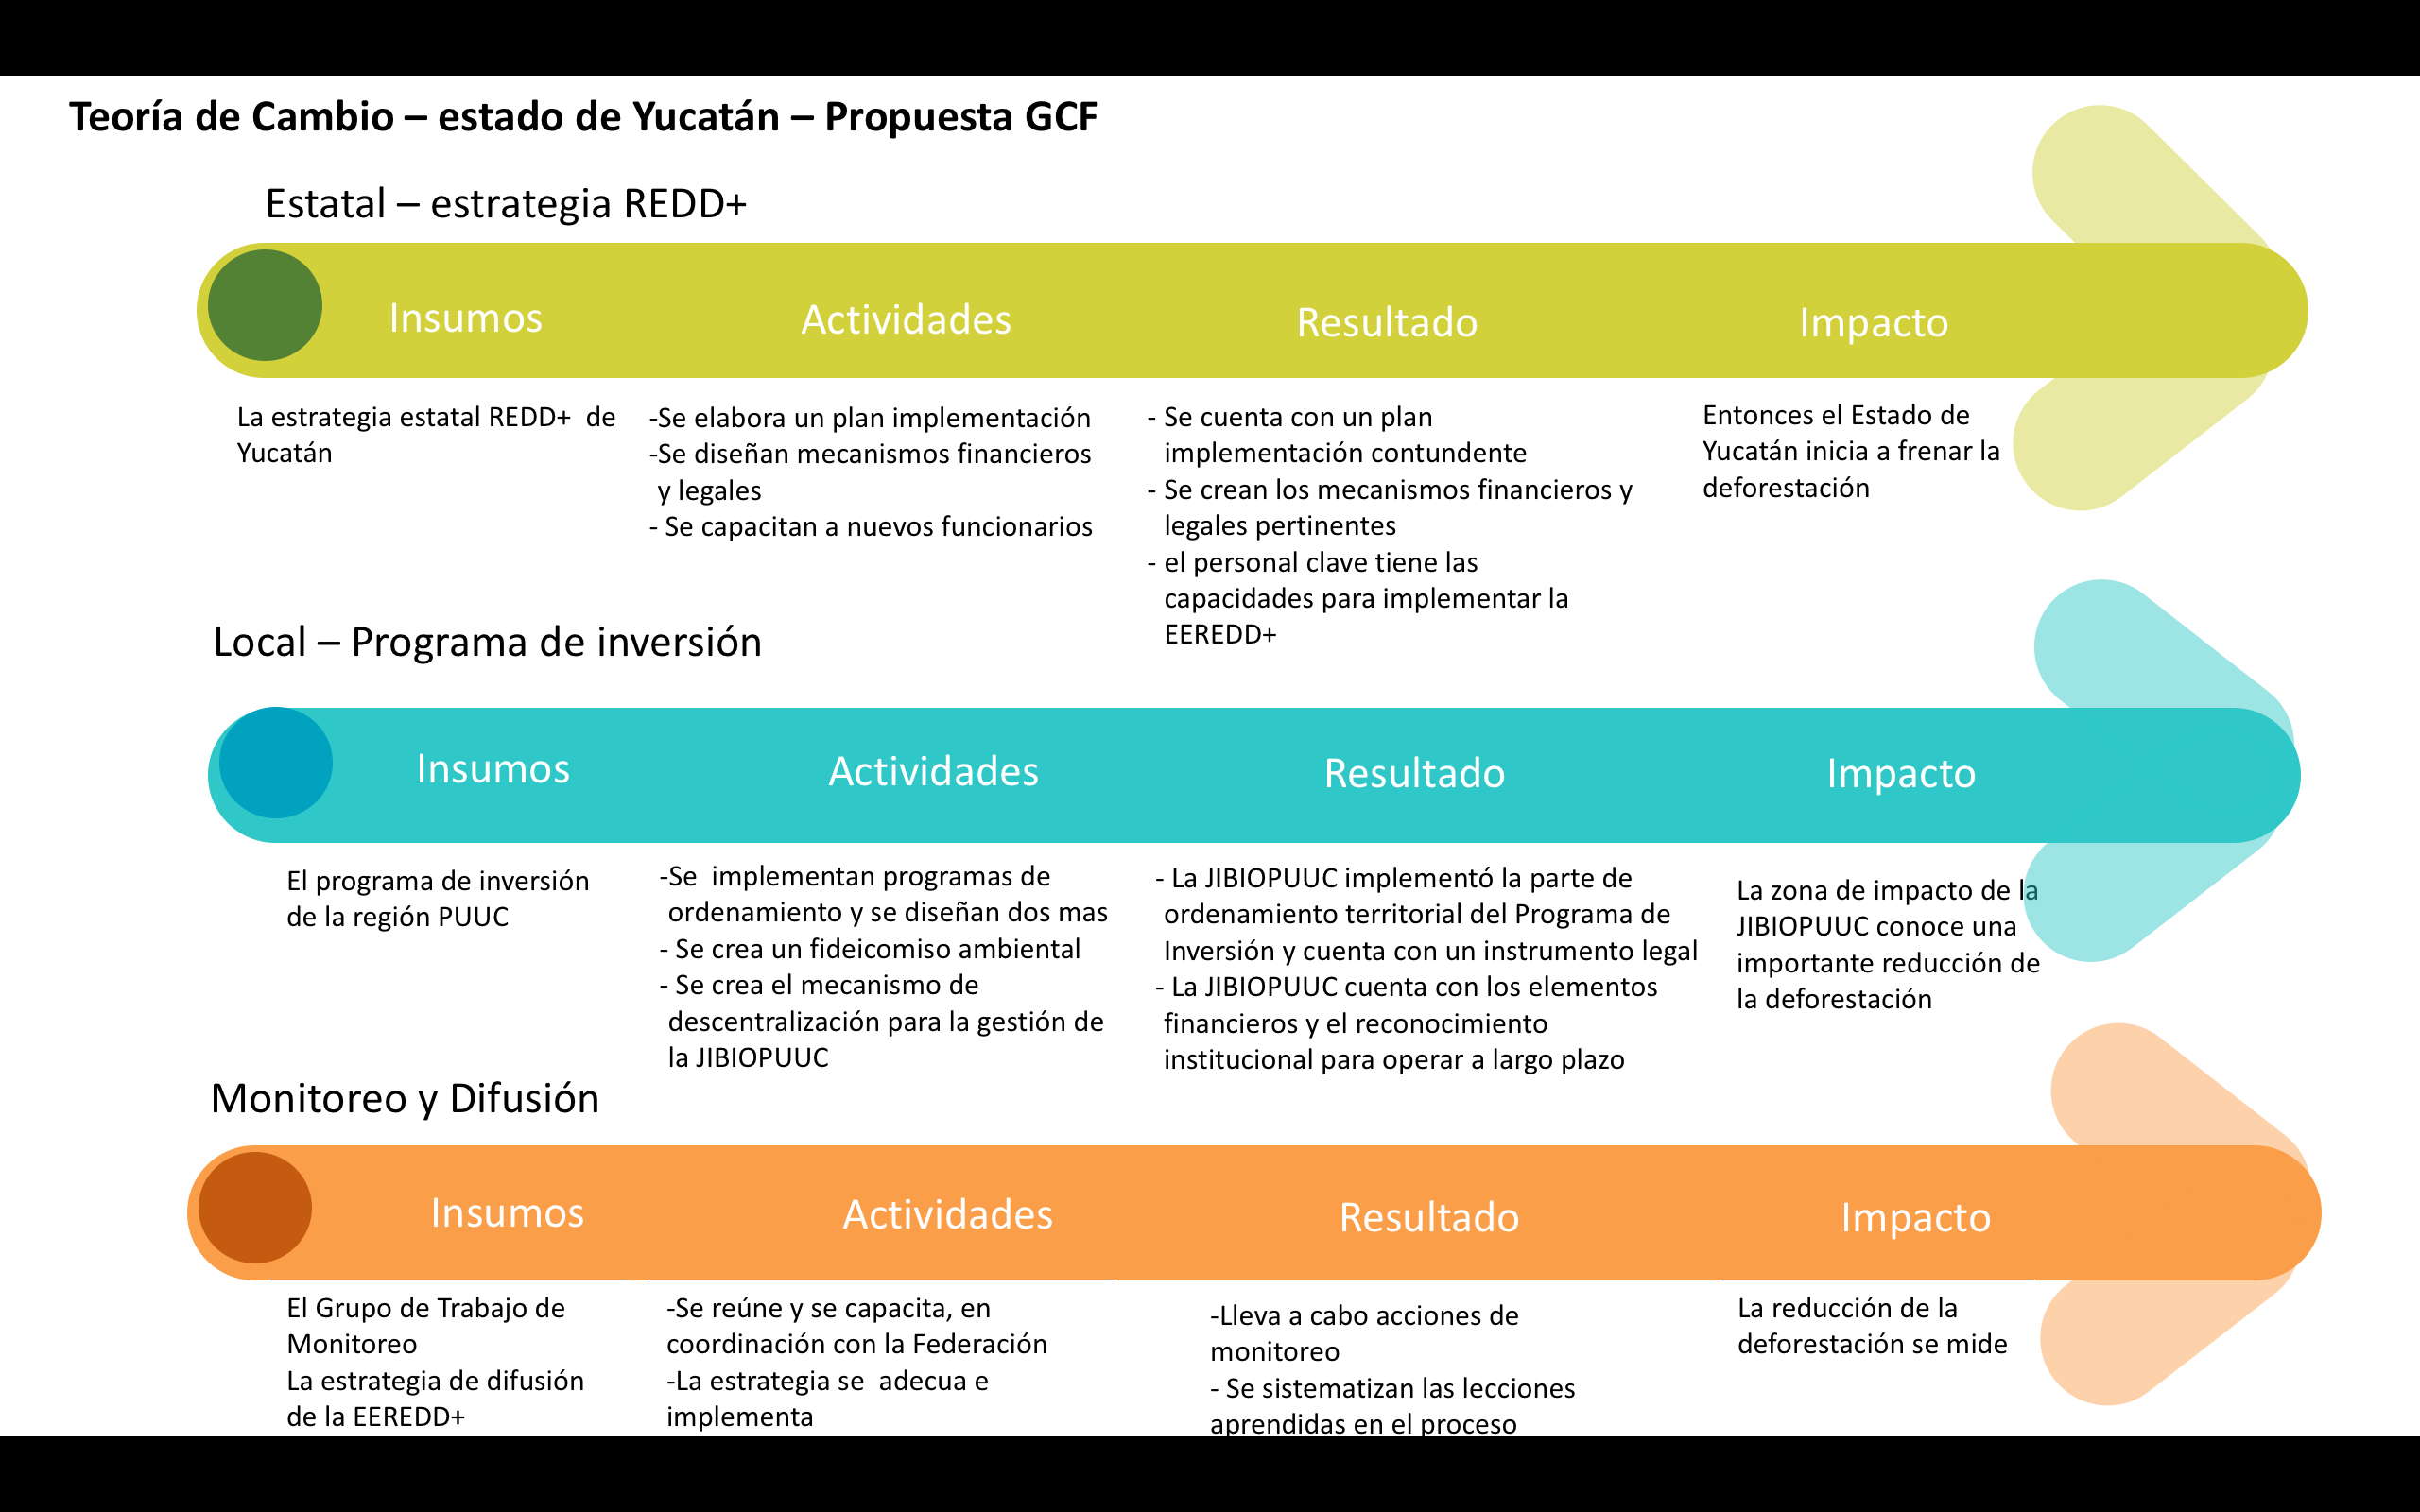 Teoría de Cambio – estado de Yucatán – Propuesta GCF
Estatal – estrategia REDD+
Insumos
Actividades
Resultado
Impacto
La estrategia estatal REDD+  de
Yucatán
-Se elabora un plan implementación
-Se diseñan mecanismos financieros
y legales
- Se capacitan a nuevos funcionarios
- Se cuenta con un plan
implementación contundente
- Se crean los mecanismos financieros y
legales pertinentes
- el personal clave tiene las
capacidades para implementar la
EEREDD+
Entonces el Estado de
Yucatán inicia a frenar la
deforestación
Local – Programa de inversión
Insumos
Actividades
Resultado
Impacto
El programa de inversión
de la región PUUC
-Se  implementan programas de
ordenamiento y se diseñan dos mas
- Se crea un fideicomiso ambiental
- Se crea el mecanismo de
descentralización para la gestión de
la JIBIOPUUC
- La JIBIOPUUC implementó la parte de
ordenamiento territorial del Programa de
Inversión y cuenta con un instrumento legal
- La JIBIOPUUC cuenta con los elementos
financieros y el reconocimiento
institucional para operar a largo plazo
La zona de impacto de la
JIBIOPUUC conoce una
importante reducción de
la deforestación
Monitoreo y Difusión
Insumos
Actividades
Resultado
Impacto
El Grupo de Trabajo de
Monitoreo
La estrategia de difusión
de la EEREDD+
-Se reúne y se capacita, en
coordinación con la Federación
-La estrategia se  adecua e
implementa
-Lleva a cabo acciones de
monitoreo
- Se sistematizan las lecciones
aprendidas en el proceso
La reducción de la
deforestación se mide